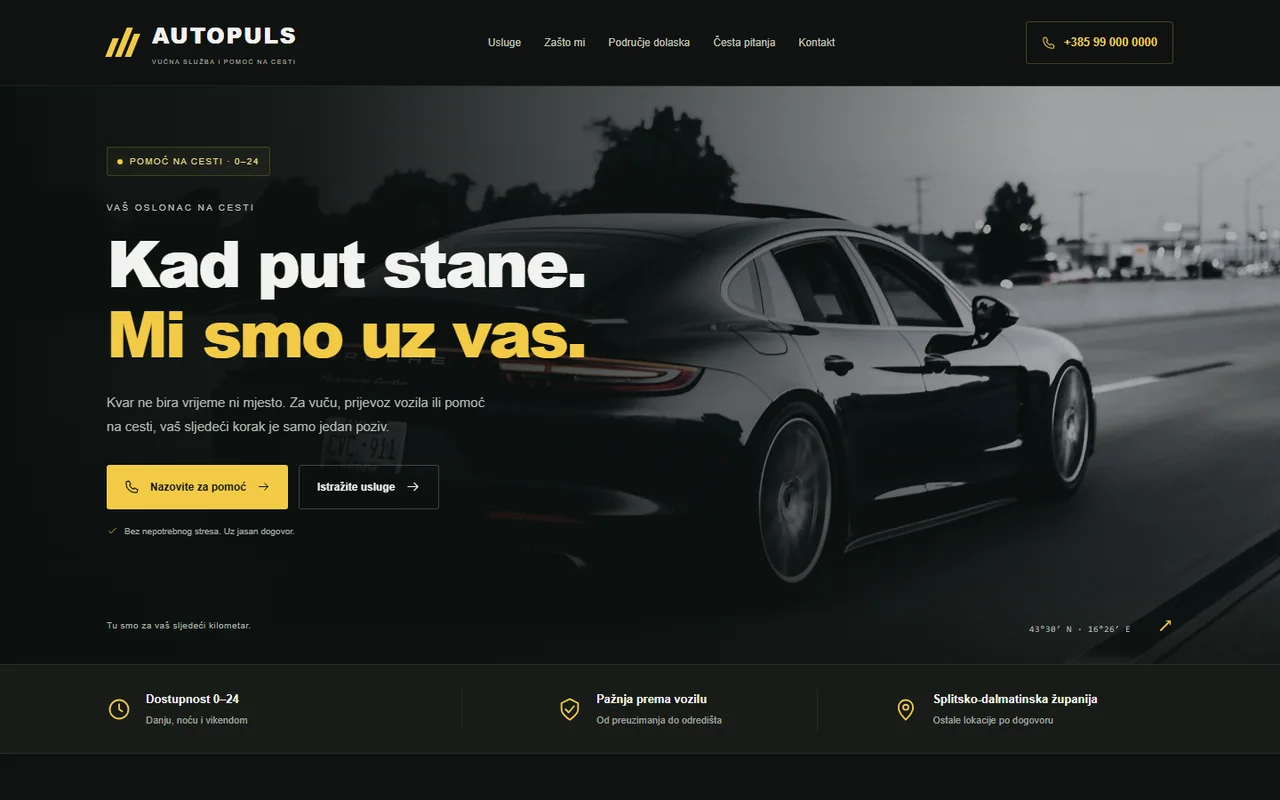 AUTOPULS
VUČNA SLUŽBA I POMOĆ NA CESTI
Usluge
Zašto mi
Područje dolaska
Česta pitanja
Kontakt
+385 99 000 0000
POMOĆ NA CESTI · 0–24
VAŠ OSLONAC NA CESTI
Kad put stane.
Mi smo uz vas.
Kvar ne bira vrijeme ni mjesto. Za vuču, prijevoz vozila ili pomoć
na cesti, vaš sljedeći korak je samo jedan poziv.
CVC·911
Nazovite za pomoć
Istražite usluge
Bez nepotrebnog stresa. Uz jasan dogovor.
Tu smo za vaš sljedeći kilometar.
43°30′ N · 16°26′ E
Dostupnost 0–24
Danju, noću i vikendom
Pažnja prema vozilu
Od preuzimanja do odredišta
Splitsko-dalmatinska županija
Ostale lokacije po dogovoru